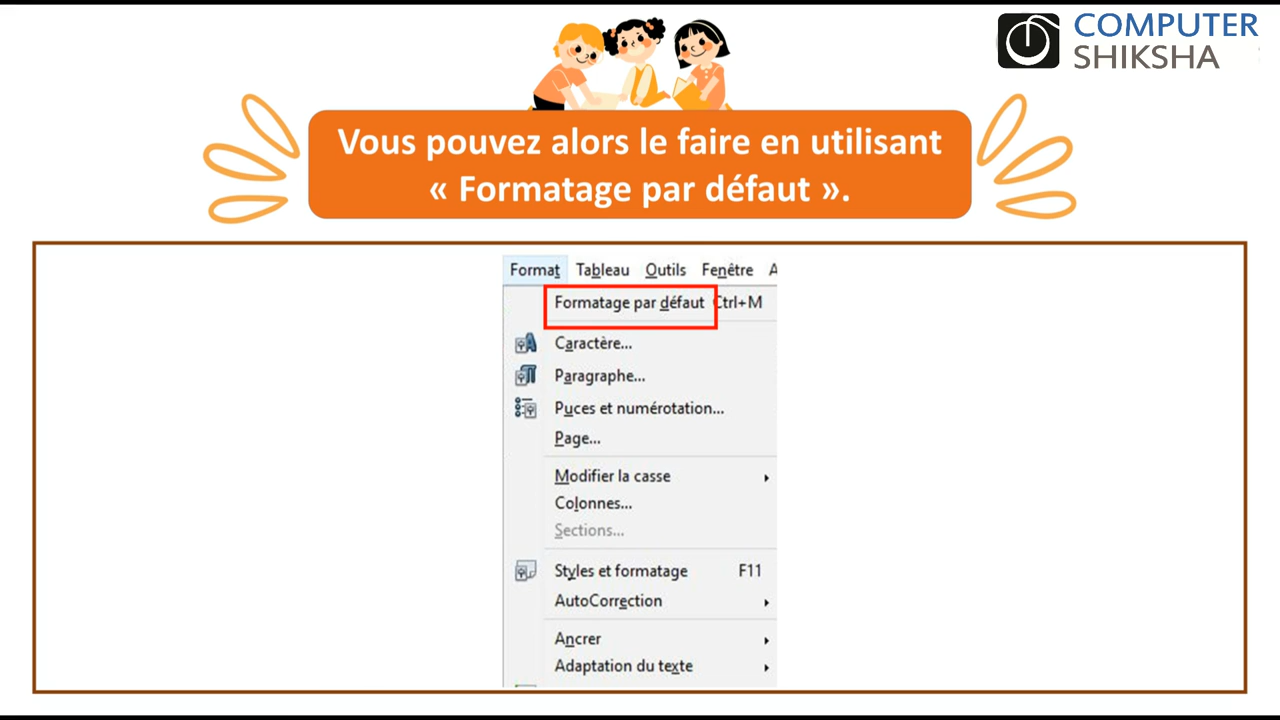 COMPUTER
SHIKSHA
Vous pouvez alors le faire en utilisant
« Formatage par défaut ».
Format Tableau Outils Fenêtre A
Formatage par défaut Ctrl+M
Caractère...
Paragraphe...
Puces et numérotation...
Page...
Modifier la casse
Colonnes...
Sections...
Styles et formatage F11
AutoCorrection
Ancrer
Adaptation du texte